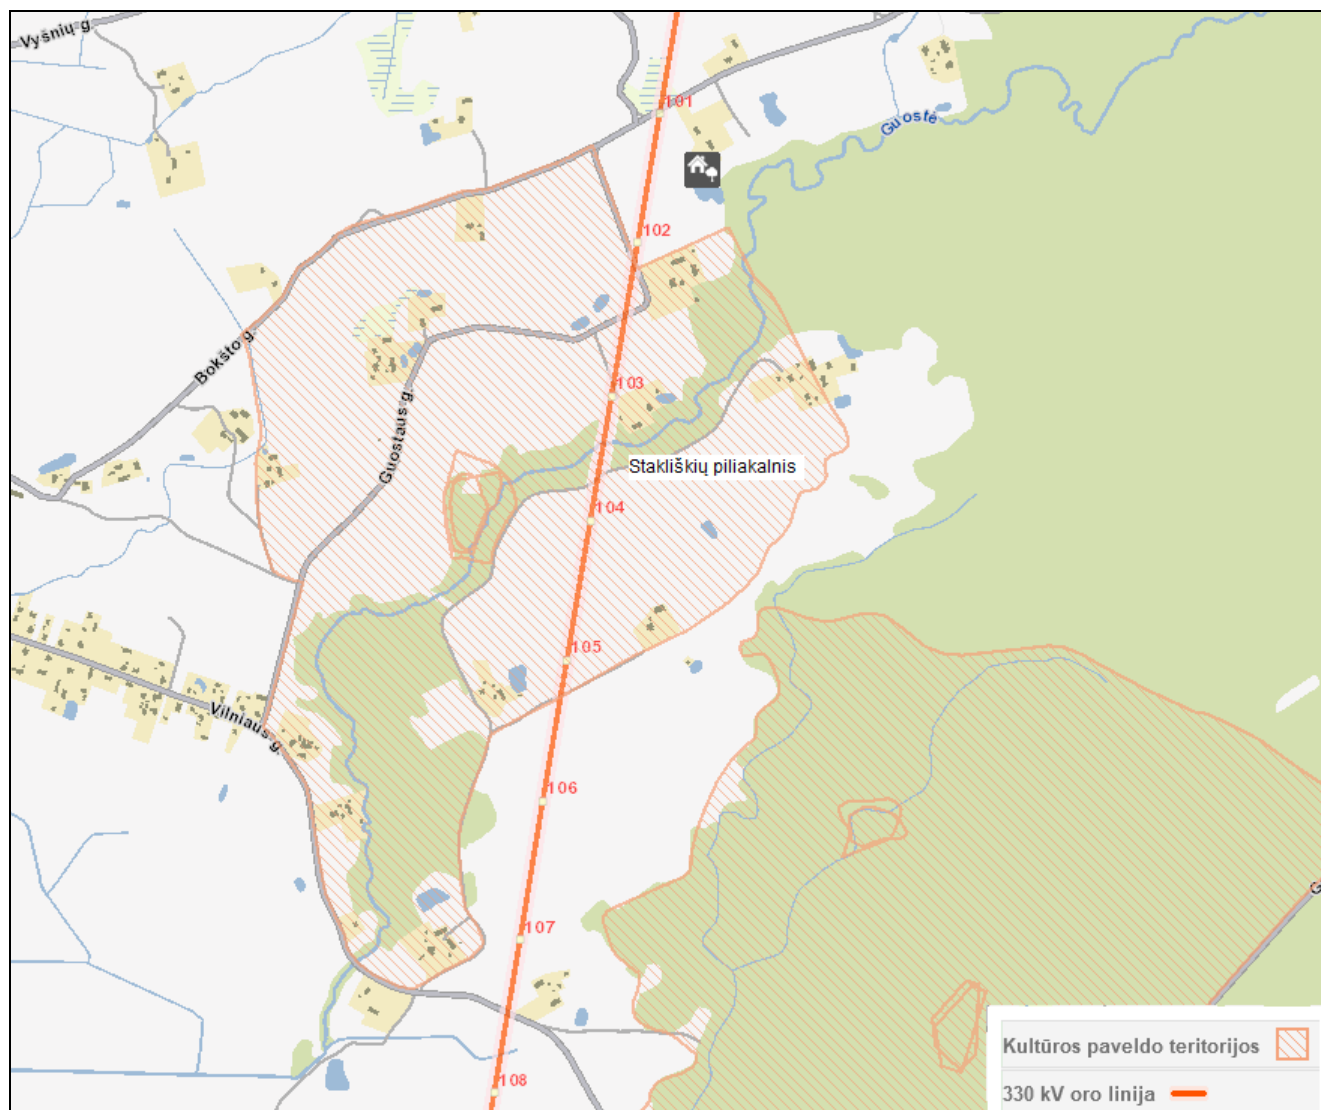 Vyšnių g.
101
Guostė
102
Bokšto g.
103
Guostaus g.
Stakliškių piliakalnis
104
105
Vilniaus g.
106
G
107
Kultūros paveldo teritorijos
108
330 kV oro linija